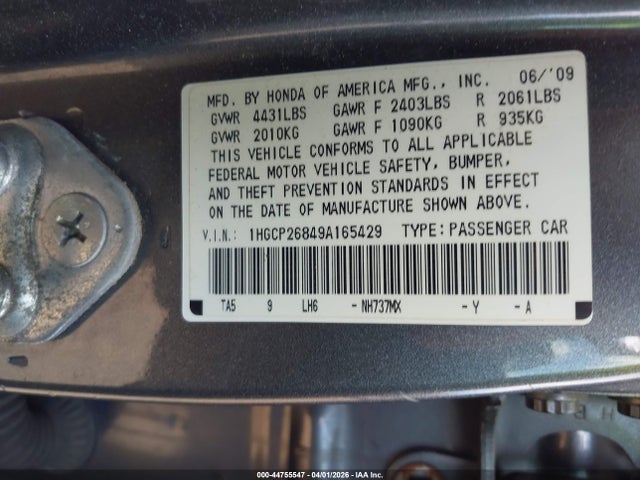 MFD. BY HONDA OF AMERICA MFG., INC. 06/'09
GVWR 4431LBS GAWR F 2403LBS R 2061LBS
GVWR 2010KG GAWR F 1090KG R 935KG
THIS VEHICLE CONFORMS TO ALL APPLICABLE
FEDERAL MOTOR VEHICLE SAFETY, BUMPER,
AND THEFT PREVENTION STANDARDS IN EFFECT
ON THE DATE OF MANUFACTURE SHOWN ABOVE.
V.I.N.: 1HGCP26849A165429 TYPE: PASSENGER CAR
TA5 9 LH6 - NH737MX - Y - A
000-44755547 - 04/01/2026 - IAA Inc.